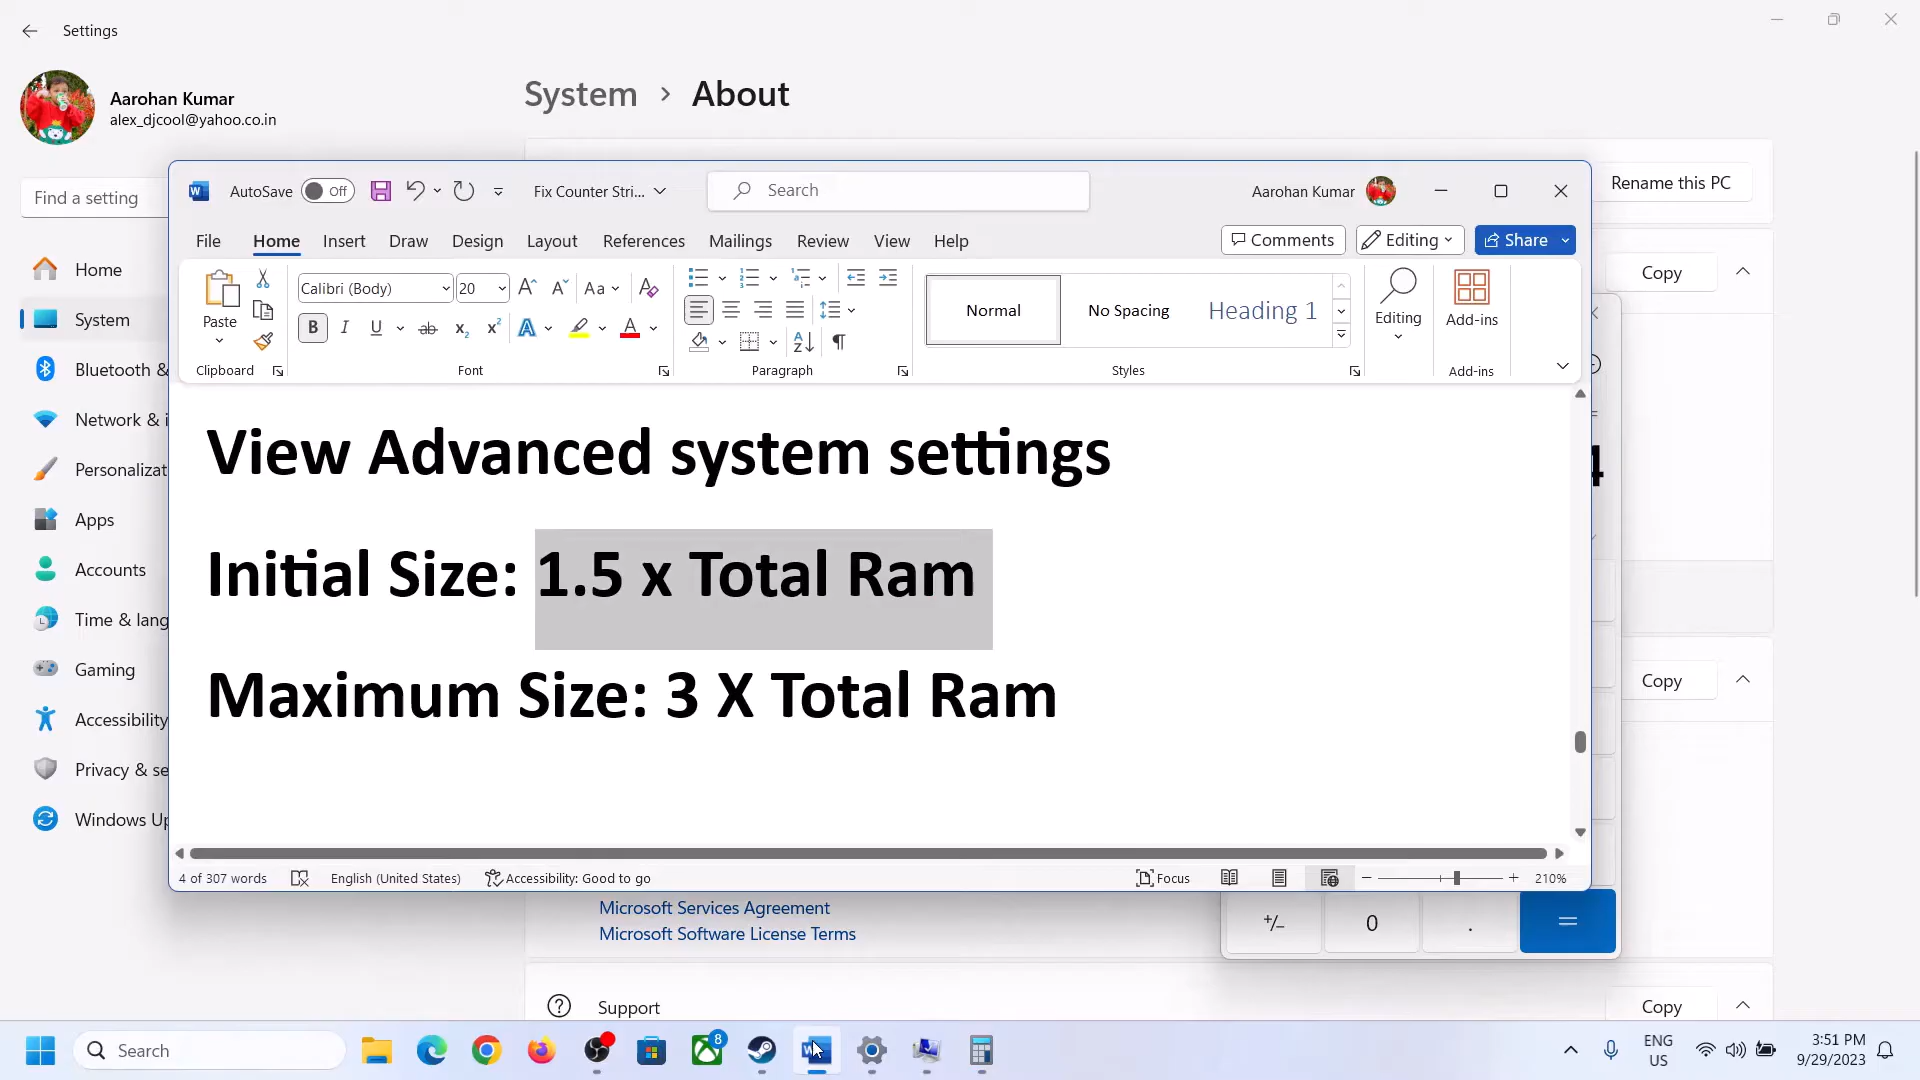 Settings
Aarohan Kumar
alex_djcool@yahoo.co.in
System > About
Find a setting
Home
System
Bluetooth &
Network & i
Personalizat
Apps
Accounts
Time & lang
Gaming
Accessibility
Privacy & se
Windows Up
Rename this PC
Copy
Copy
Copy
AutoSave Off
Fix Counter Stri...
Search
Aarohan Kumar
File Home Insert Draw Design Layout References Mailings Review View Help
Comments Editing Share
Paste
Clipboard
Calibri (Body) 20
Font
Paragraph
Normal No Spacing Heading 1
Styles
Editing
Add-ins
Add-ins
View Advanced system settings
Initial Size: 1.5 x Total Ram
Maximum Size: 3 X Total Ram
4 of 307 words English (United States) Accessibility: Good to go Focus 210%
Microsoft Services Agreement
Microsoft Software License Terms
+/- 0 . =
Support
Search
8
ENG
US
3:51 PM
9/29/2023